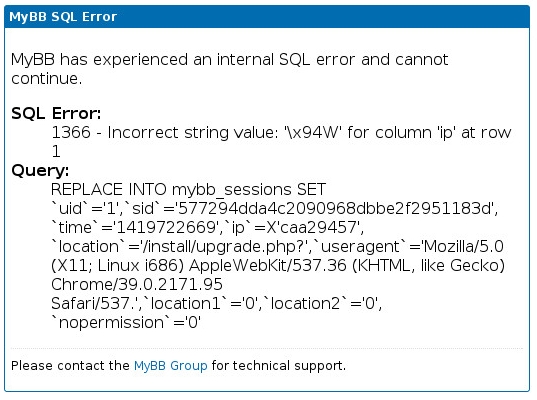 MyBB SQL Error
MyBB has experienced an internal SQL error and cannot
continue.
SQL Error:
1366 - Incorrect string value: '\x94W' for column 'ip' at row
1
Query:
REPLACE INTO mybb_sessions SET
`uid`='1',`sid`='577294dda4c2090968dbbe2f2951183d',
`time`='1419722669',`ip`=X'caa29457',
`location`='/install/upgrade.php?',`useragent`='Mozilla/5.0
(X11; Linux i686) AppleWebKit/537.36 (KHTML, like Gecko)
Chrome/39.0.2171.95
Safari/537.',`location1`='0',`location2`='0',
`nopermission`='0'
Please contact the MyBB Group for technical support.